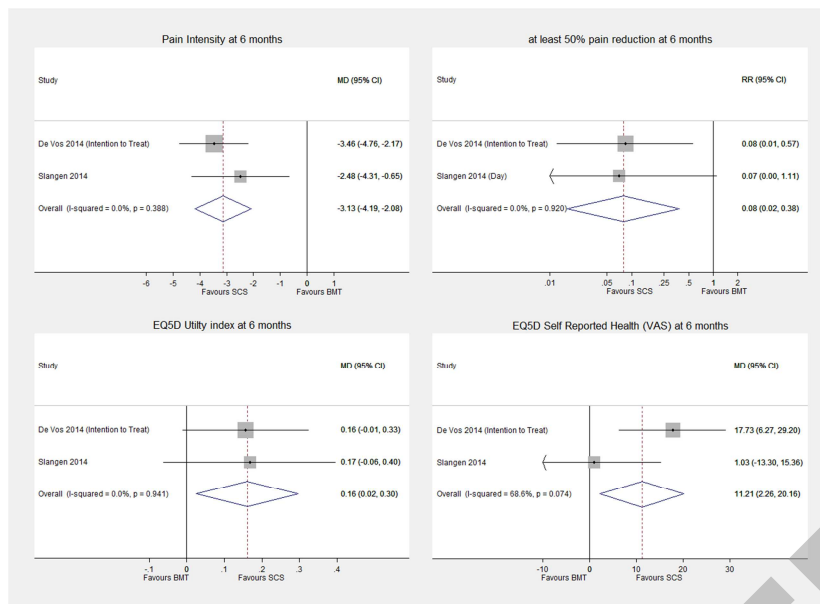 Pain Intensity at 6 months
Study MD (95% CI)
De Vos 2014 (Intention to Treat) -3.46 (-4.76, -2.17)
Slangen 2014 -2.48 (-4.31, -0.65)
Overall (I-squared = 0.0%, p = 0.388) -3.13 (-4.19, -2.08)
-6 -5 -4 -3 -2 -1 0 1
Favours SCS Favours BMT
at least 50% pain reduction at 6 months
Study RR (95% CI)
De Vos 2014 (Intention to Treat) 0.08 (0.01, 0.57)
Slangen 2014 (Day) 0.07 (0.00, 1.11)
Overall (I-squared = 0.0%, p = 0.920) 0.08 (0.02, 0.38)
.01 .05 .1 .25 .5 1 2
Favours SCS Favours BMT
EQ5D Utilty index at 6 months
Study MD (95% CI)
De Vos 2014 (Intention to Treat) 0.16 (-0.01, 0.33)
Slangen 2014 0.17 (-0.06, 0.40)
Overall (I-squared = 0.0%, p = 0.941) 0.16 (0.02, 0.30)
-.1 0 .1 .2 .3 .4
Favours BMT Favours SCS
EQ5D Self Reported Health (VAS) at 6 months
Study MD (95% CI)
De Vos 2014 (Intention to Treat) 17.73 (6.27, 29.20)
Slangen 2014 1.03 (-13.30, 15.36)
Overall (I-squared = 68.6%, p = 0.074) 11.21 (2.26, 20.16)
-10 0 10 20 30
Favours BMT Favours SCS